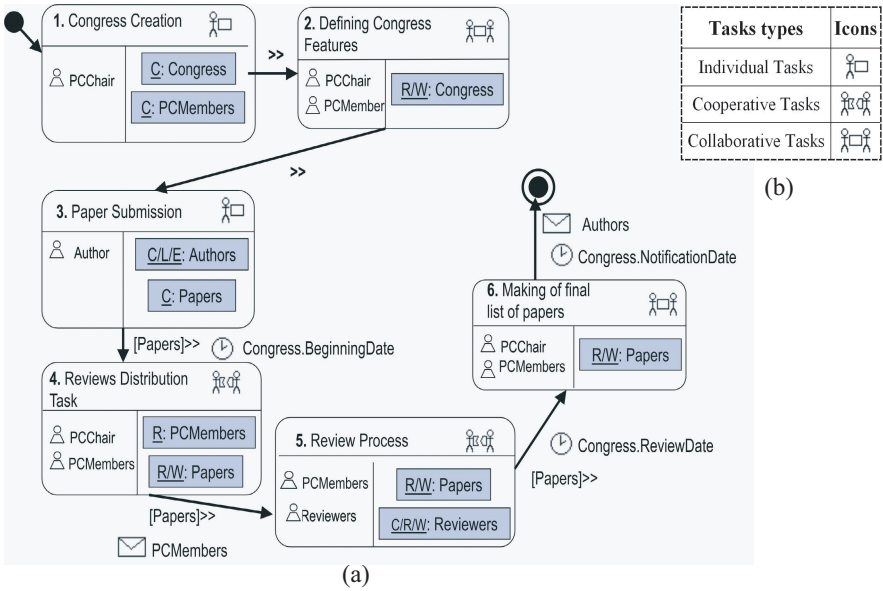 1. Congress Creation
PCChair
C: Congress
C: PCMembers
>>
2. Defining Congress
Features
PCChair
PCMember
R/W: Congress
>>
3. Paper Submission
Author
C/L/E: Authors
C: Papers
[Papers]>>
Congress.BeginningDate
4. Reviews Distribution
Task
PCChair
PCMembers
R: PCMembers
R/W: Papers
[Papers]>>
PCMembers
5. Review Process
PCMembers
Reviewers
R/W: Papers
C/R/W: Reviewers
Congress.ReviewDate
[Papers]>>
6. Making of final
list of papers
PCChair
PCMembers
R/W: Papers
Authors
Congress.NotificationDate
(a)
Tasks types Icons
Individual Tasks
Cooperative Tasks
Collaborative Tasks
(b)